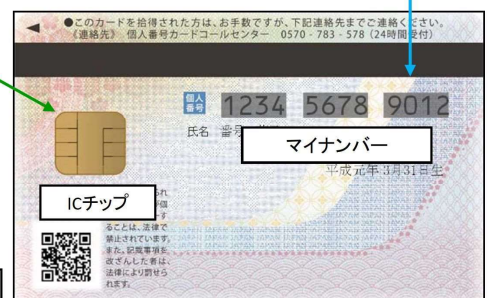 ●このカードを拾得された方は、お手数ですが、下記連絡先までご連絡ください。
《連絡先》 個人番号カードコールセンター 0570-783-578(24時間受付)
個人番号 1234 5678 9012
氏名 番号
マイナンバー
平成元年3月31日生
ICチップ
ることは、法律で
禁止されています。
また、記載事項を
改ざんした者は、
法律により罰せら
れます。